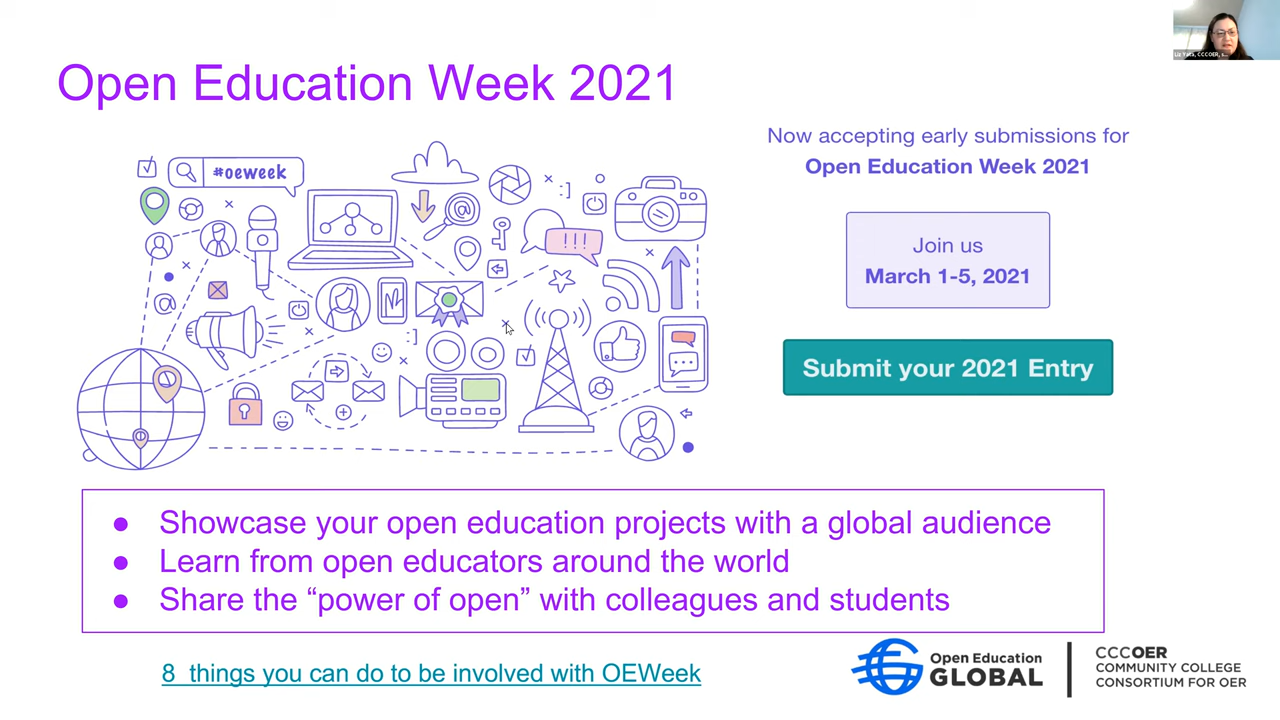 Open Education Week 2021
#oeweek
@
@
!!!
Now accepting early submissions for
Open Education Week 2021
Join us
March 1-5, 2021
Submit your 2021 Entry
● Showcase your open education projects with a global audience
● Learn from open educators around the world
● Share the “power of open” with colleagues and students
8 things you can do to be involved with OEWeek
Open Education
GLOBAL
CCCOER
COMMUNITY COLLEGE
CONSORTIUM FOR OER